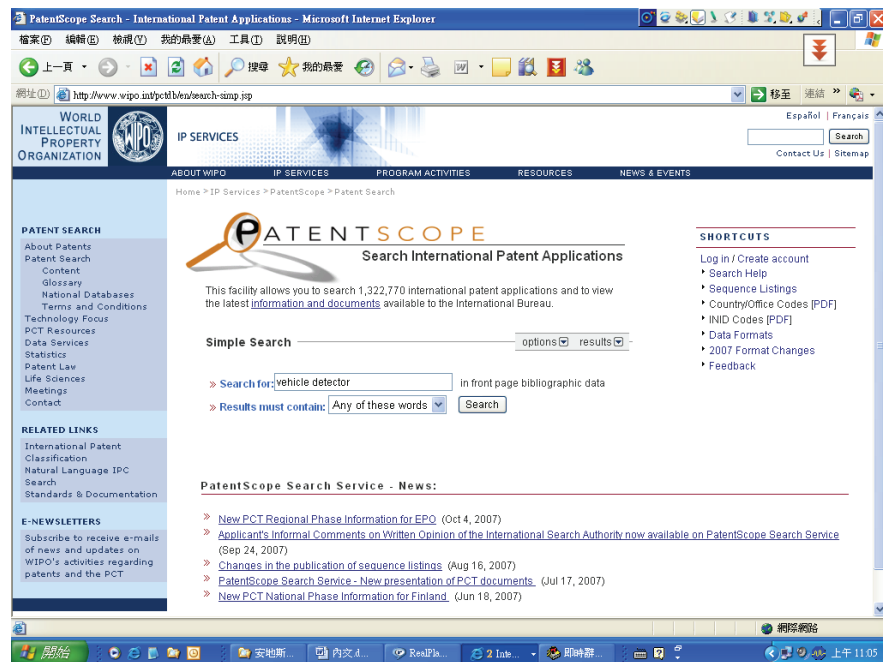 PatentScope Search - International Patent Applications - Microsoft Internet Explorer
檔案(F) 編輯(E) 檢視(V) 我的最愛(A) 工具(T) 說明(H)
上一頁 搜尋 我的最愛
網址(D) http://www.wipo.int/pctdb/en/search-simp.jsp 移至 連結 »
WORLD
INTELLECTUAL
PROPERTY
ORGANIZATION
WIPO
IP SERVICES
Español | Français
Search
Contact Us | Sitemap
ABOUT WIPO IP SERVICES PROGRAM ACTIVITIES RESOURCES NEWS & EVENTS
Home > IP Services > PatentScope > Patent Search
PATENT SEARCH
About Patents
Patent Search
Content
Glossary
National Databases
Terms and Conditions
Technology Focus
PCT Resources
Data Services
Statistics
Patent Law
Life Sciences
Meetings
Contact
RELATED LINKS
International Patent
Classification
Natural Language IPC
Search
Standards & Documentation
E-NEWSLETTERS
Subscribe to receive e-mails
of news and updates on
WIPO's activities regarding
patents and the PCT
PATENTSCOPE
Search International Patent Applications
This facility allows you to search 1,322,770 international patent applications and to view
the latest information and documents available to the International Bureau.
Simple Search options results
» Search for: vehicle detector in front page bibliographic data
» Results must contain: Any of these words Search
PatentScope Search Service - News:
» New PCT Regional Phase Information for EPO (Oct 4, 2007)
» Applicant's Informal Comments on Written Opinion of the International Search Authority now available on PatentScope Search Service
(Sep 24, 2007)
» Changes in the publication of sequence listings (Aug 16, 2007)
» PatentScope Search Service - New presentation of PCT documents (Jul 17, 2007)
» New PCT National Phase Information for Finland (Jun 18, 2007)
SHORTCUTS
Log in / Create account
Search Help
Sequence Listings
Country/Office Codes [PDF]
INID Codes [PDF]
Data Formats
2007 Format Changes
Feedback
網際網路
開始 安地斯... 內文.d... RealPla... 2 Inte... 即時辭... 上午 11:05